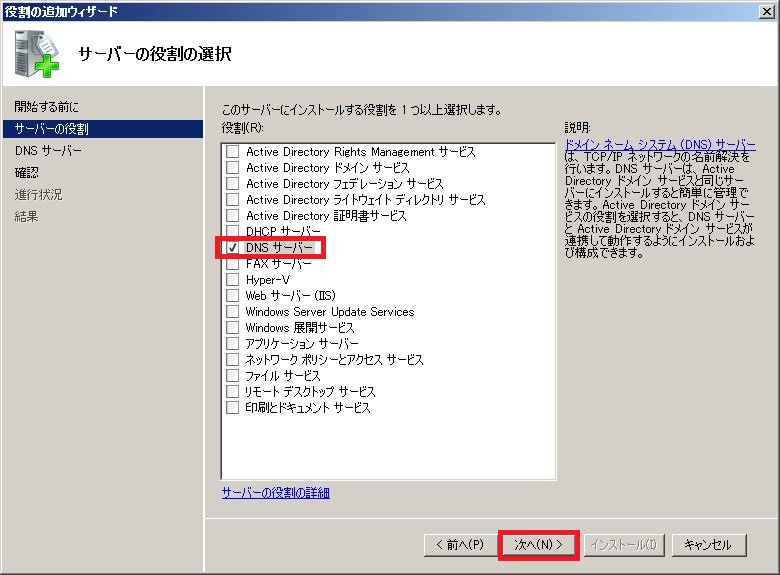 役割の追加ウィザード
サーバーの役割の選択
開始する前に
サーバーの役割
DNS サーバー
確認
進行状況
結果
このサーバーにインストールする役割を 1 つ以上選択します。
役割(R):
Active Directory Rights Management サービス
Active Directory ドメイン サービス
Active Directory フェデレーション サービス
Active Directory ライトウェイト ディレクトリ サービス
Active Directory 証明書サービス
DHCP サーバー
DNS サーバー
FAX サーバー
Hyper-V
Web サーバー (IIS)
Windows Server Update Services
Windows 展開サービス
アプリケーション サーバー
ネットワーク ポリシーとアクセス サービス
ファイル サービス
リモート デスクトップ サービス
印刷とドキュメント サービス
サーバーの役割の詳細
説明:
ドメイン ネーム システム (DNS) サーバー
は、TCP/IP ネットワークの名前解決を
行います。DNS サーバーは、Active
Directory ドメイン サービスと同じサー
バーにインストールすると簡単に管理で
きます。Active Directory ドメイン サー
ビスの役割を選択すると、DNS サーバー
と Active Directory ドメイン サービスが
連携して動作するようにインストールおよ
び構成できます。
< 前へ(P)
次へ(N) >
インストール(I)
キャンセル